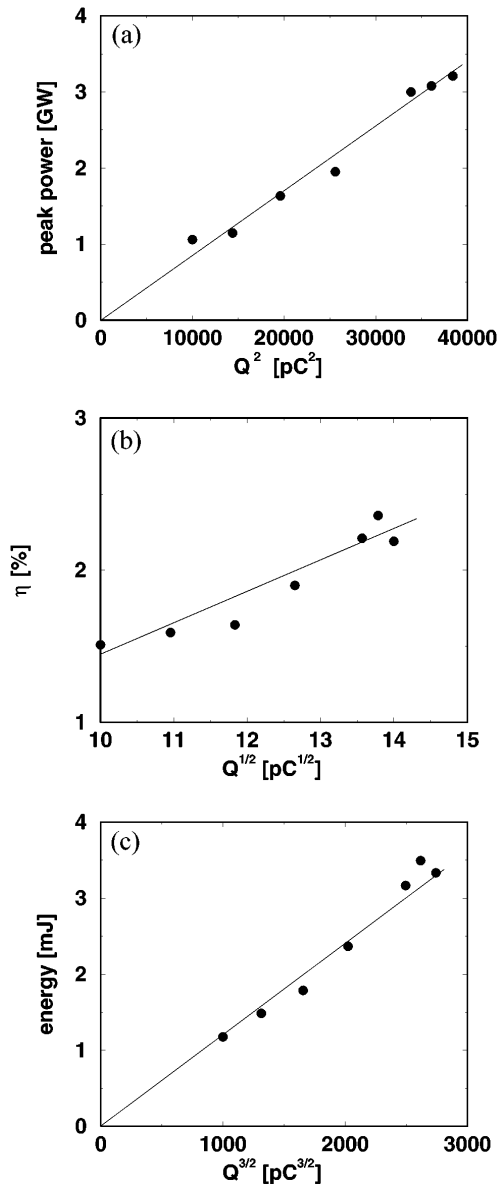 (a)
4
3
2
1
0
peak power [GW]
0 10000 20000 30000 40000
Q² [pC²]
(b)
3
2
1
η [%]
10 11 12 13 14 15
Q^1/2 [pC^1/2]
(c)
4
3
2
1
0
energy [mJ]
0 1000 2000 3000
Q^3/2 [pC^3/2]